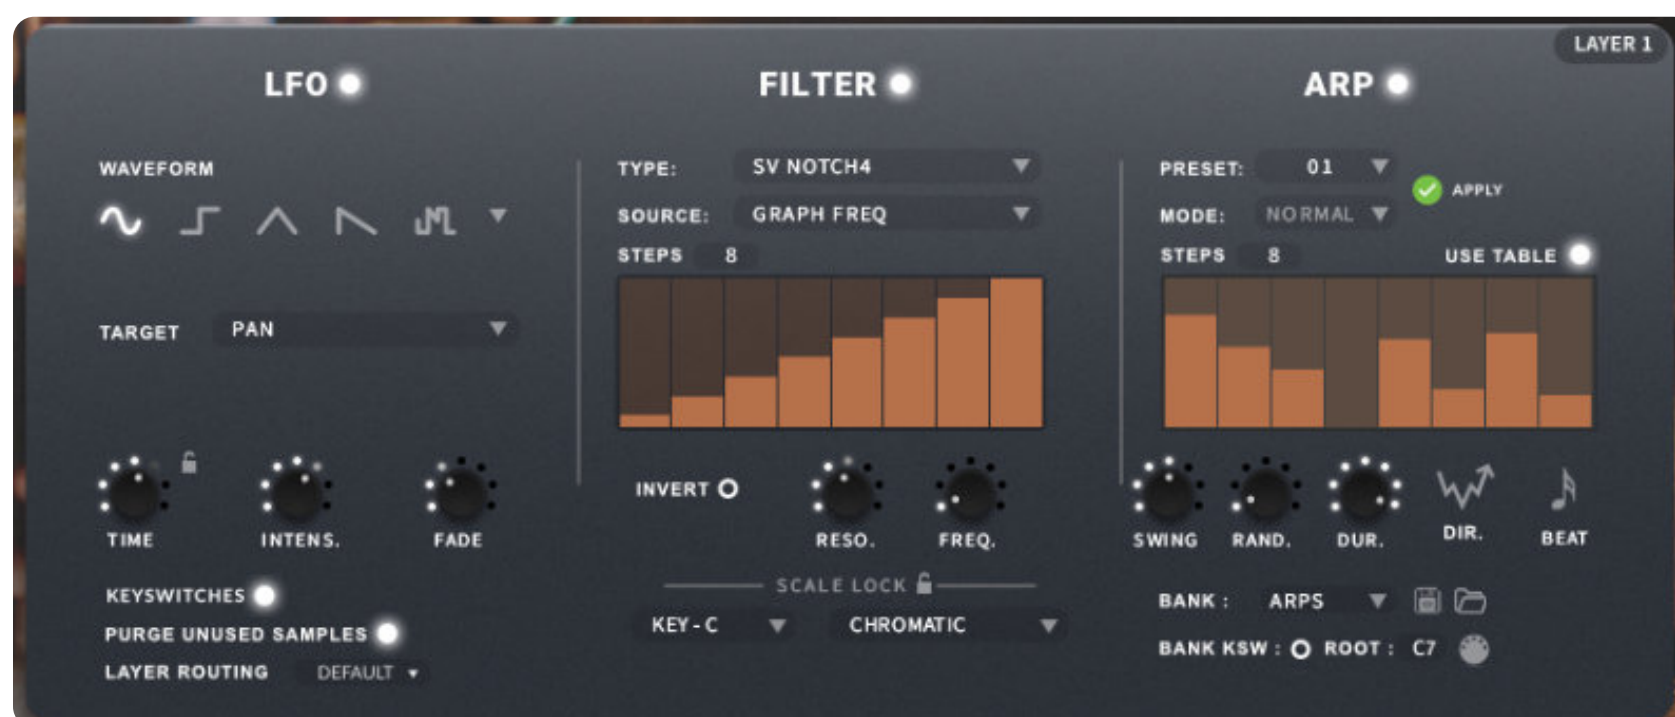 LAYER 1
LFO
FILTER
ARP
WAVEFORM
TARGET PAN
TIME INTENS. FADE
KEYSWITCHES
PURGE UNUSED SAMPLES
LAYER ROUTING DEFAULT
TYPE: SV NOTCH4
SOURCE: GRAPH FREQ
STEPS 8
INVERT RESO. FREQ.
SCALE LOCK
KEY - C CHROMATIC
PRESET: 01
APPLY
MODE: NORMAL
STEPS 8 USE TABLE
SWING RAND. DUR. DIR. BEAT
BANK : ARPS
BANK KSW : ROOT : C7